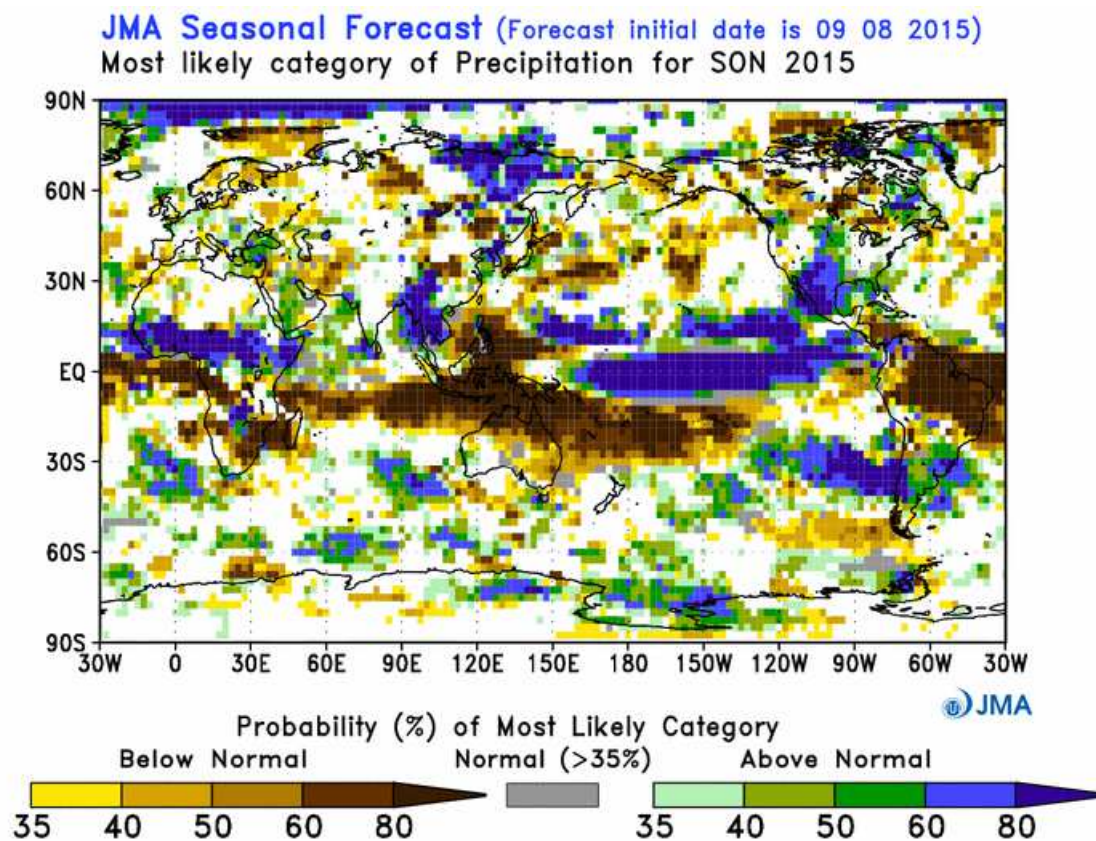 JMA Seasonal Forecast (Forecast initial date is 09 08 2015)
Most likely category of Precipitation for SON 2015
90N
60N
30N
EQ
30S
60S
90S
30W 0 30E 60E 90E 120E 150E 180 150W 120W 90W 60W 30W
JMA
Probability (%) of Most Likely Category
Below Normal Normal (>35%) Above Normal
35 40 50 60 80 35 40 50 60 80